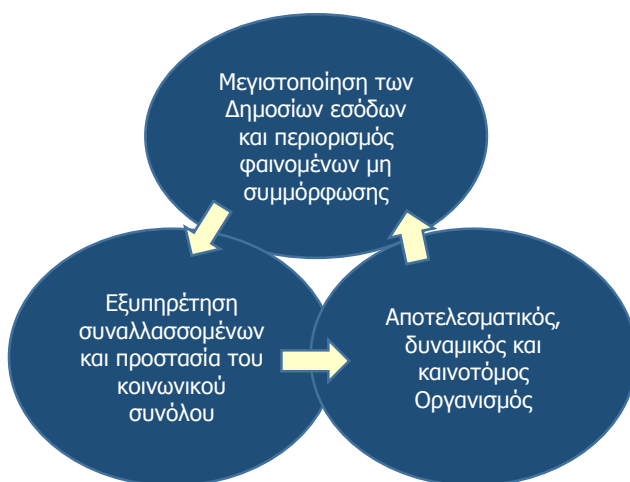 Μεγιστοποίηση των
Δημοσίων εσόδων
και περιορισμός
φαινομένων μη
συμμόρφωσης
Εξυπηρέτηση
συναλλασσομένων
και προστασία του
κοινωνικού
συνόλου
Αποτελεσματικός,
δυναμικός και
καινοτόμος
Οργανισμός